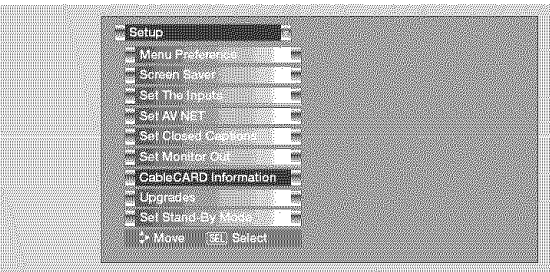 Setup
Menu Preference
Screen Saver
Set The Inputs
Set AV NET
Set Closed Captions
Set Monitor Out
CableCARD Information
Upgrades
Set Stand-By Mode
Move SEL Select